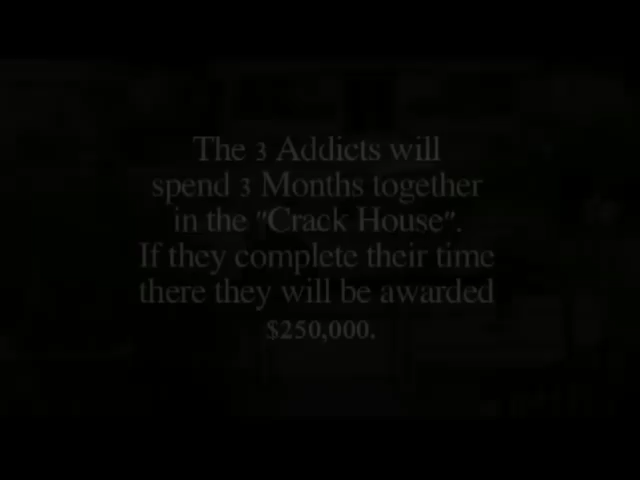 The 3 Addicts will
spend 3 Months together
in the "Crack House".
If they complete their time
there they will be awarded
$250,000.